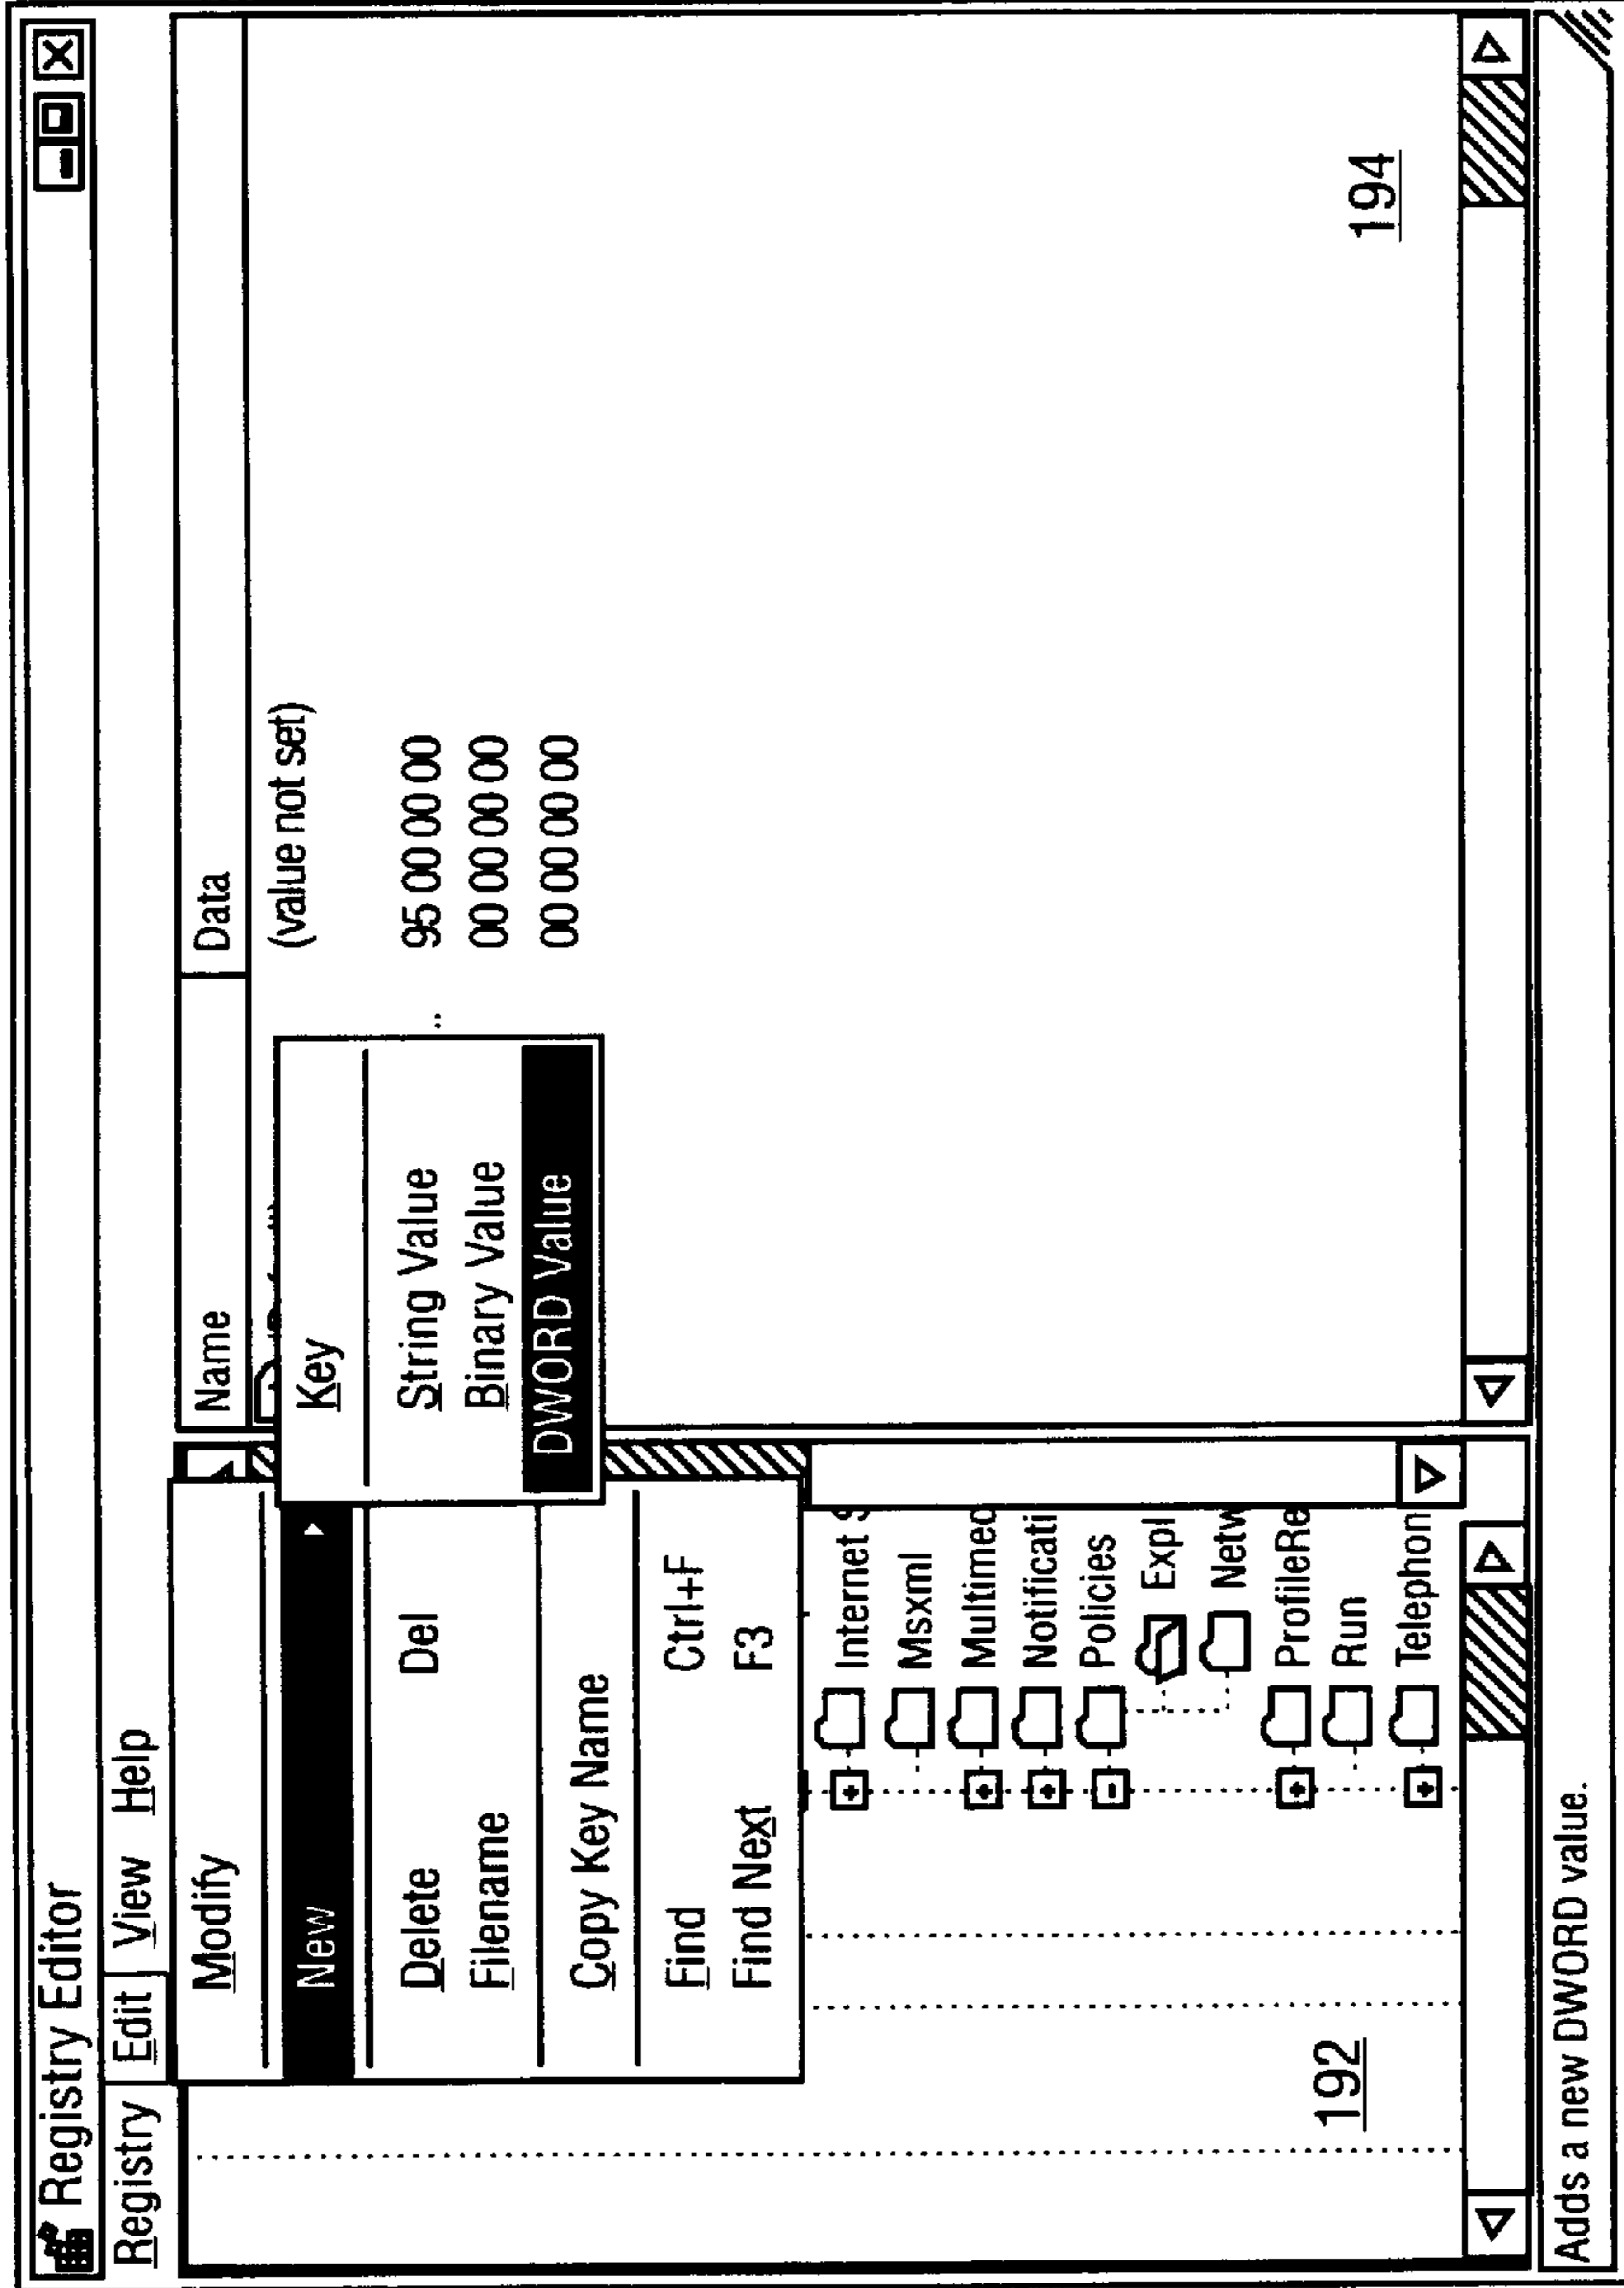 Registry Editor
Registry Edit View Help
Modify
New
Delete Del
Filename
Copy Key Name
Find Ctrl+F
Find Next F3
Key
String Value
Binary Value
DWORD Value
Name Data
(value not set)
95 00 00 00
00 00 00 00
00 00 00 00
Internet S
Msxml
Multimed
Notificati
Policies
Expl
Netw
ProfileRe
Run
Telephon
192
194
Adds a new DWORD value.